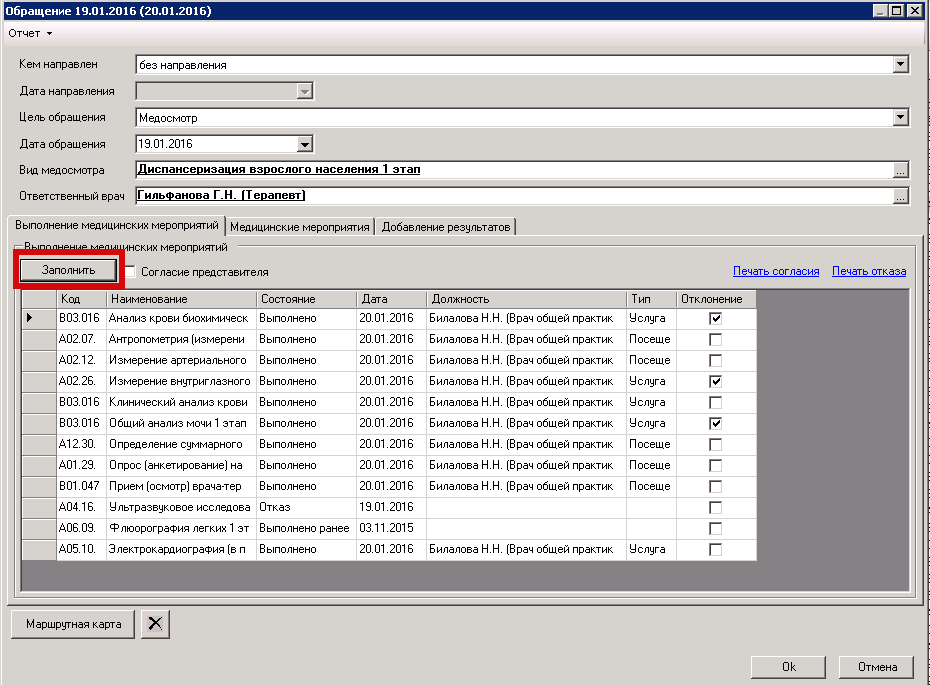 Обращение 19.01.2016 (20.01.2016)
Отчет
Кем направлен без направления
Дата направления
Цель обращения Медосмотр
Дата обращения 19.01.2016
Вид медосмотра Диспансеризация взрослого населения 1 этап ...
Ответственный врач Гильфанова Г.Н. (Терапевт) ...
Выполнение медицинских мероприятий Медицинские мероприятия Добавление результатов
Выполнение медицинских мероприятий
Заполнить Согласие представителя Печать согласия Печать отказа
Код Наименование Состояние Дата Должность Тип Отклонение
B03.016 Анализ крови биохимическ Выполнено 20.01.2016 Билалова Н.Н. (Врач общей практик Услуга
A02.07. Антропометрия (измерени Выполнено 20.01.2016 Билалова Н.Н. (Врач общей практик Посеще
A02.12. Измерение артериального Выполнено 20.01.2016 Билалова Н.Н. (Врач общей практик Посеще
A02.26. Измерение внутриглазного Выполнено 20.01.2016 Билалова Н.Н. (Врач общей практик Услуга
B03.016 Клинический анализ крови Выполнено 20.01.2016 Билалова Н.Н. (Врач общей практик Услуга
B03.016 Общий анализ мочи 1 этап Выполнено 20.01.2016 Билалова Н.Н. (Врач общей практик Услуга
A12.30. Определение суммарного Выполнено 20.01.2016 Билалова Н.Н. (Врач общей практик Посеще
A01.29. Опрос (анкетирование) на Выполнено 20.01.2016 Билалова Н.Н. (Врач общей практик Посеще
B01.047 Прием (осмотр) врача-тер Выполнено 20.01.2016 Билалова Н.Н. (Врач общей практик Посеще
A04.16. Ультразвуковое исследова Отказ 19.01.2016
A06.09. Флюорография легких 1 эт Выполнено ранее 03.11.2015
A05.10. Электрокардиография (в п Выполнено 20.01.2016 Билалова Н.Н. (Врач общей практик Услуга
Маршрутная карта
Ok Отмена